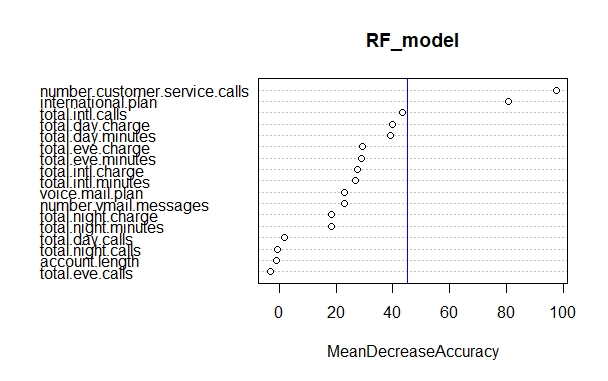 RF_model
number.customer.service.calls
international.plan
total.intl.calls
total.day.charge
total.day.minutes
total.eve.charge
total.eve.minutes
total.intl.charge
total.intl.minutes
voice.mail.plan
number.vmail.messages
total.night.charge
total.night.minutes
total.day.calls
total.night.calls
account.length
total.eve.calls
0 20 40 60 80 100
MeanDecreaseAccuracy